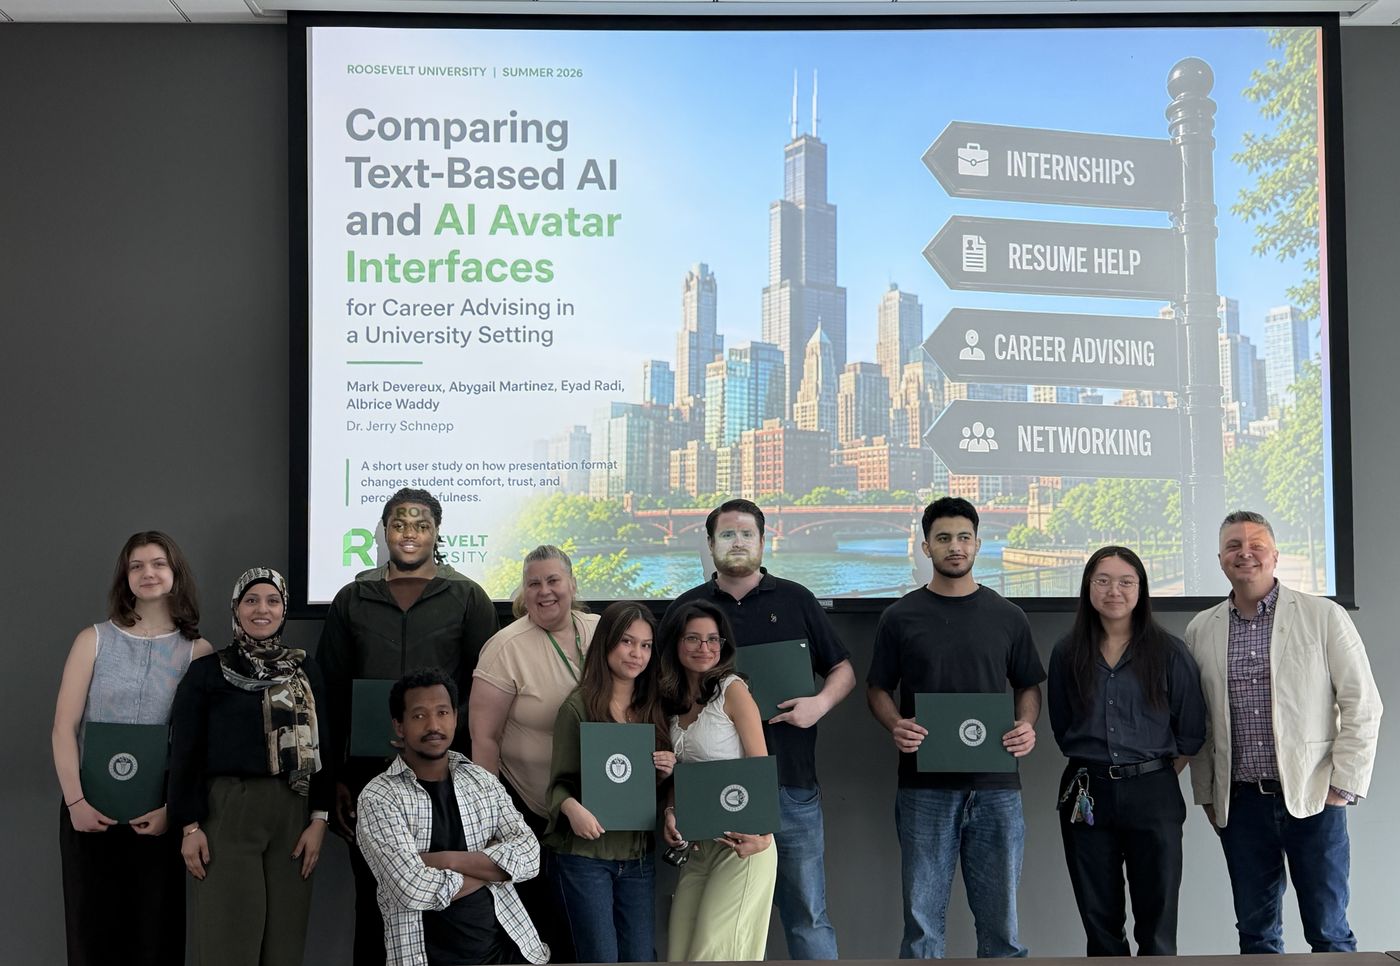 ROOSEVELT UNIVERSITY | SUMMER 2026
Comparing
Text-Based AI
and AI Avatar
Interfaces
for Career Advising in
a University Setting
Mark Devereux, Abygail Martinez, Eyad Radi,
Albrice Waddy
Dr. Jerry Schnepp
A short user study on how presentation format
changes student comfort, trust, and
INTERNSHIPS
RESUME HELP
CAREER ADVISING
NETWORKING